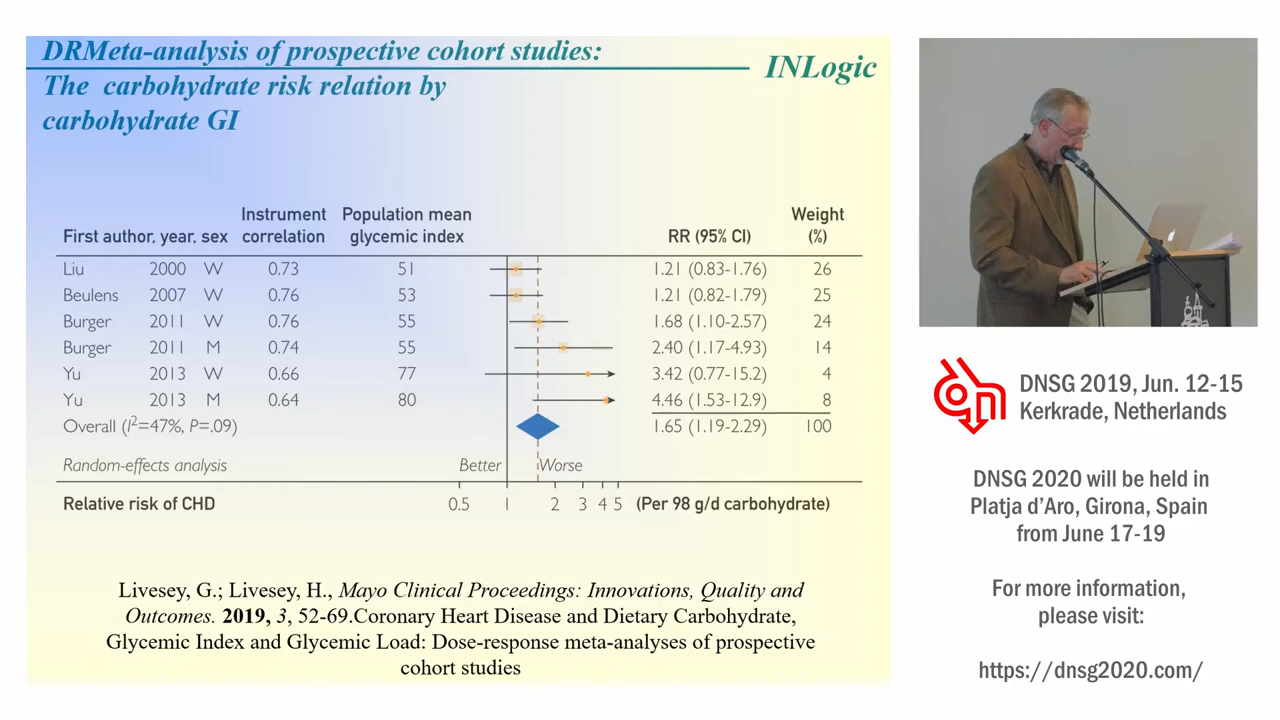 DRMeta-analysis of prospective cohort studies:
The carbohydrate risk relation by
carbohydrate GI
INLogic
Instrument correlation Population mean glycemic index Weight
First author, year, sex RR (95% CI) (%)
Liu 2000 W 0.73 51 1.21 (0.83-1.76) 26
Beulens 2007 W 0.76 53 1.21 (0.82-1.79) 25
Burger 2011 W 0.76 55 1.68 (1.10-2.57) 24
Burger 2011 M 0.74 55 2.40 (1.17-4.93) 14
Yu 2013 W 0.66 77 3.42 (0.77-15.2) 4
Yu 2013 M 0.64 80 4.46 (1.53-12.9) 8
Overall (I²=47%, P=.09) 1.65 (1.19-2.29) 100
Random-effects analysis Better Worse
Relative risk of CHD 0.5 1 2 3 4 5 (Per 98 g/d carbohydrate)
Livesey, G.; Livesey, H., Mayo Clinical Proceedings: Innovations, Quality and
Outcomes. 2019, 3, 52-69.Coronary Heart Disease and Dietary Carbohydrate,
Glycemic Index and Glycemic Load: Dose-response meta-analyses of prospective
cohort studies
DNSG 2019, Jun. 12-15
Kerkrade, Netherlands
DNSG 2020 will be held in
Platja d’Aro, Girona, Spain
from June 17-19
For more information,
please visit:
https://dnsg2020.com/